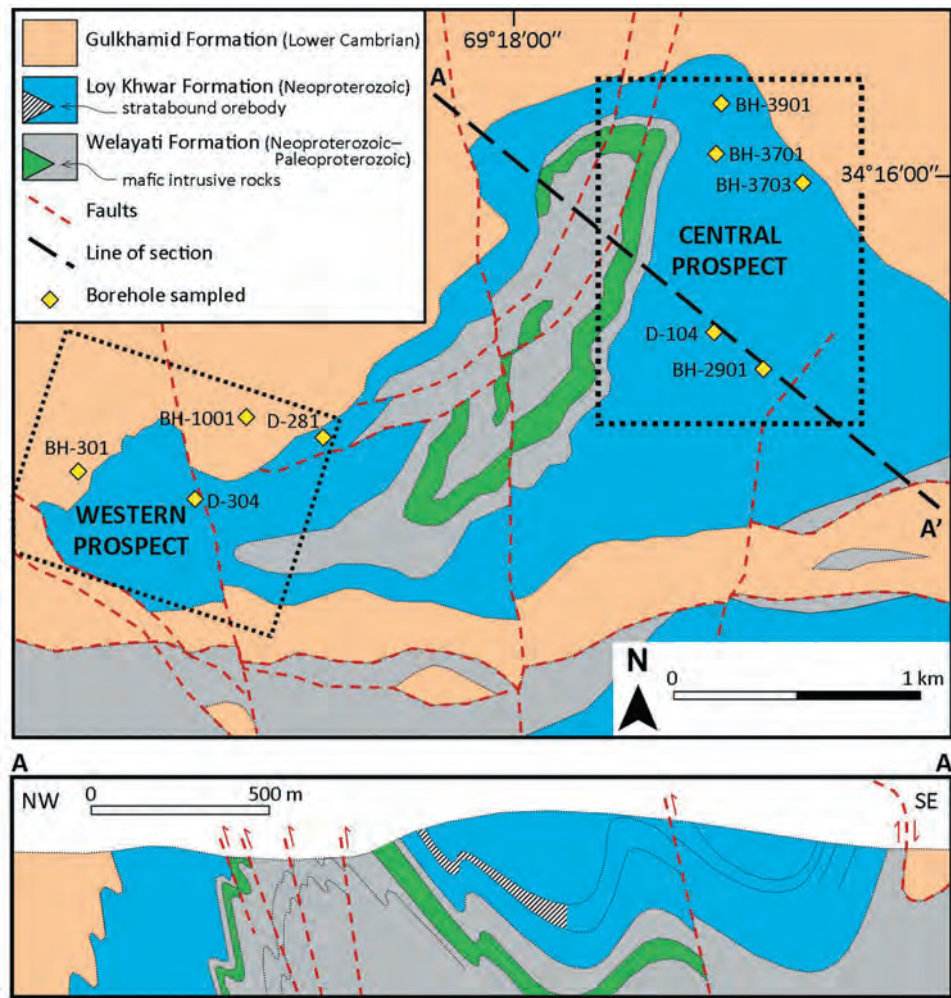 Gulkhamid Formation (Lower Cambrian)
Loy Khwar Formation (Neoproterozoic)
stratabound orebody
Welayati Formation (Neoproterozoic–
Paleoproterozoic)
mafic intrusive rocks
Faults
Line of section
Borehole sampled
69°18′00″
A
BH-3901
BH-3701
34°16′00″
BH-3703
CENTRAL
PROSPECT
D-104
BH-2901
BH-1001
D-281
BH-301
D-304
WESTERN
PROSPECT
A'
N
0 1 km
A A
NW 0 500 m SE